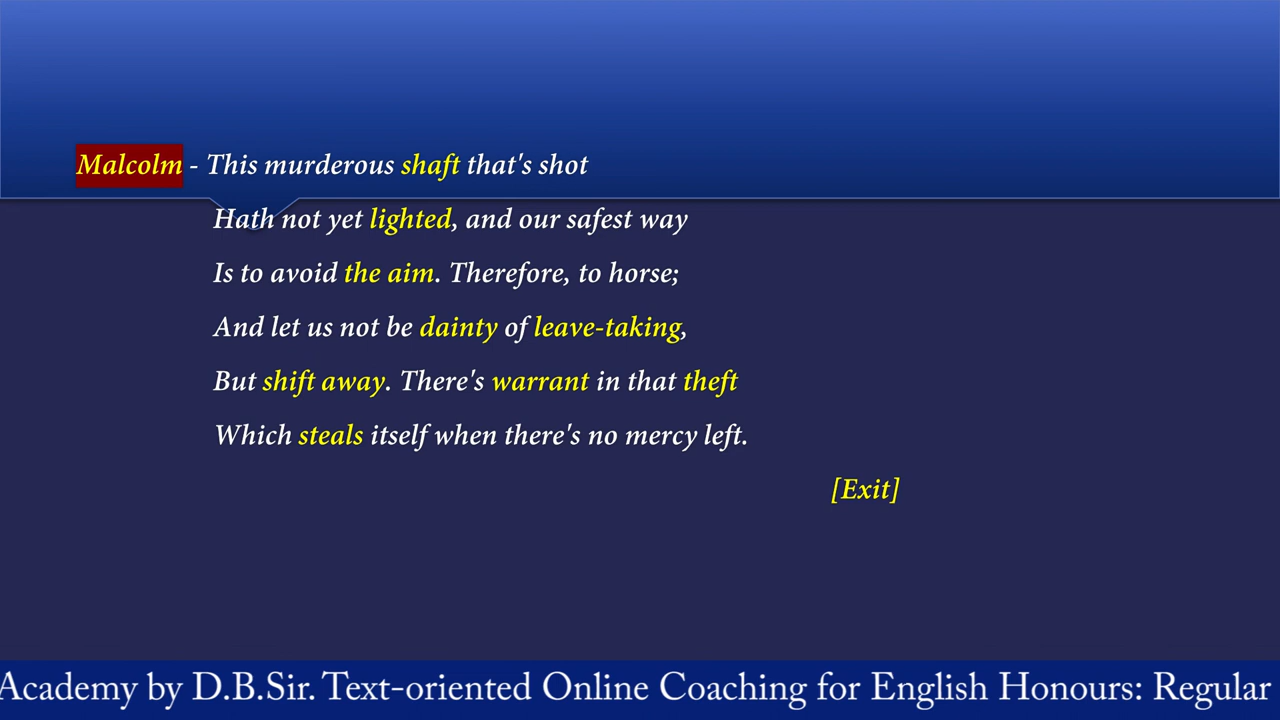 Malcolm - This murderous shaft that's shot
Hath not yet lighted, and our safest way
Is to avoid the aim. Therefore, to horse;
And let us not be dainty of leave-taking,
But shift away. There's warrant in that theft
Which steals itself when there's no mercy left.
[Exit]
Academy by D.B.Sir. Text-oriented Online Coaching for English Honours: Regular